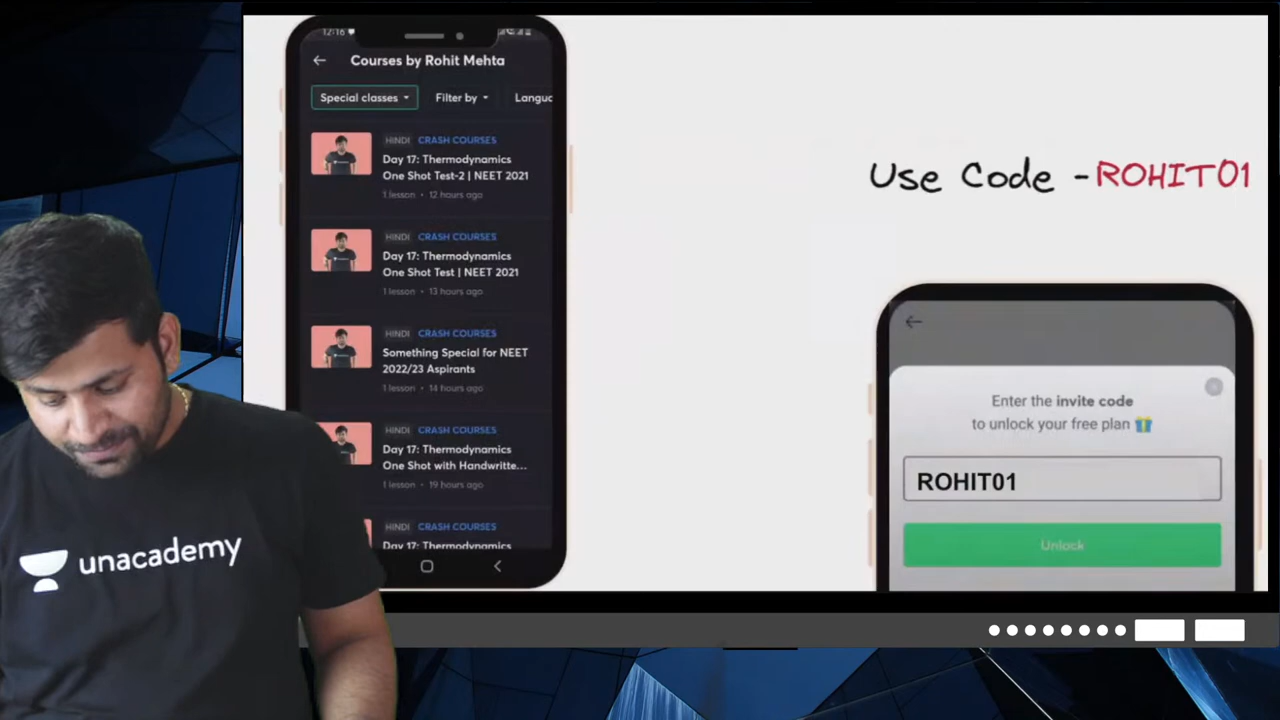 12:16
Courses by Rohit Mehta
Special classes
Filter by
Languc
HINDI CRASH COURSES
Day 17: Thermodynamics
One Shot Test-2 | NEET 2021
1 lesson • 12 hours ago
HINDI CRASH COURSES
Day 17: Thermodynamics
One Shot Test | NEET 2021
1 lesson • 13 hours ago
HINDI CRASH COURSES
Something Special for NEET
2022/23 Aspirants
1 lesson • 14 hours ago
HINDI CRASH COURSES
Day 17: Thermodynamics
One Shot with Handwritte...
1 lesson • 19 hours ago
HINDI CRASH COURSES
Day 17: Thermodynamics
Use Code -ROHIT01
Enter the invite code
to unlock your free plan
ROHIT01
Unlock
unacademy